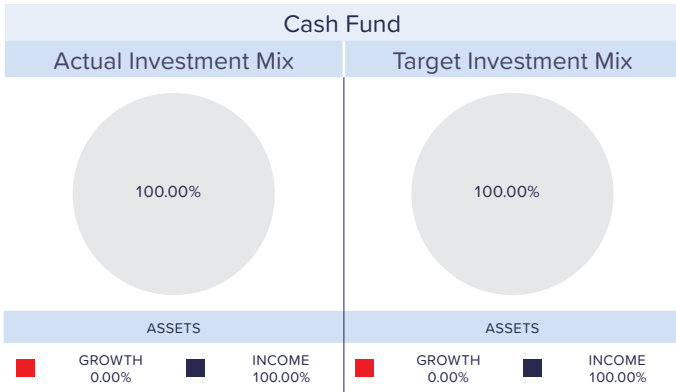 Cash Fund
Actual Investment Mix
Target Investment Mix
100.00%
100.00%
ASSETS
ASSETS
GROWTH
0.00%
INCOME
100.00%
GROWTH
0.00%
INCOME
100.00%